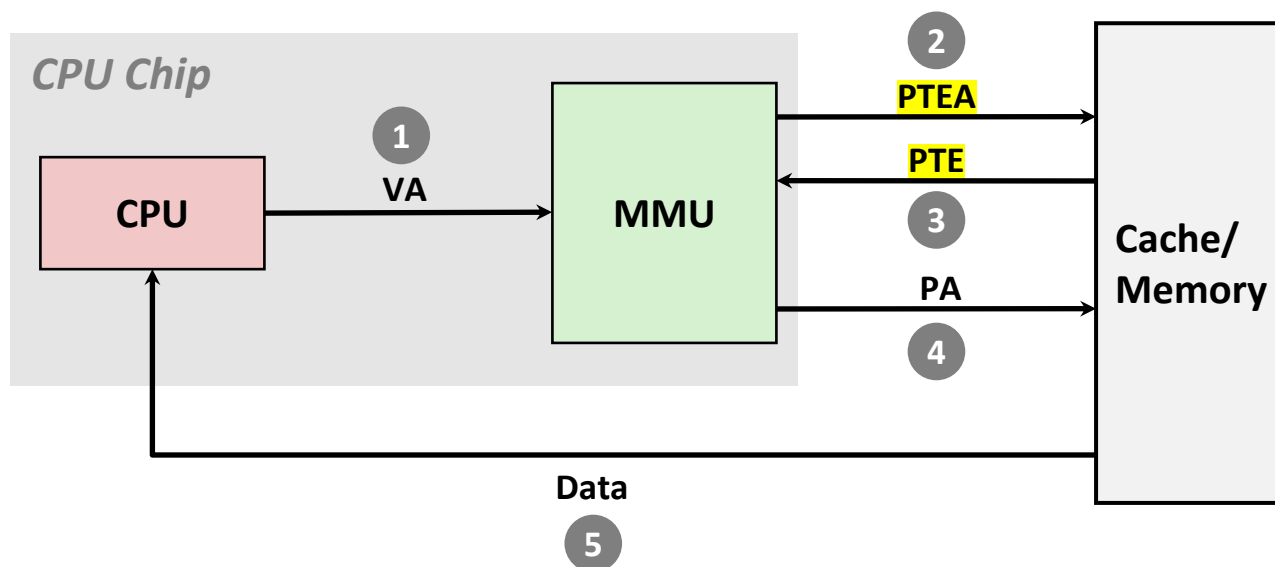 2
CPU Chip
PTEA
1
PTE
VA
CPU
MMU
3
Cache/
Memory
PA
4
Data
5